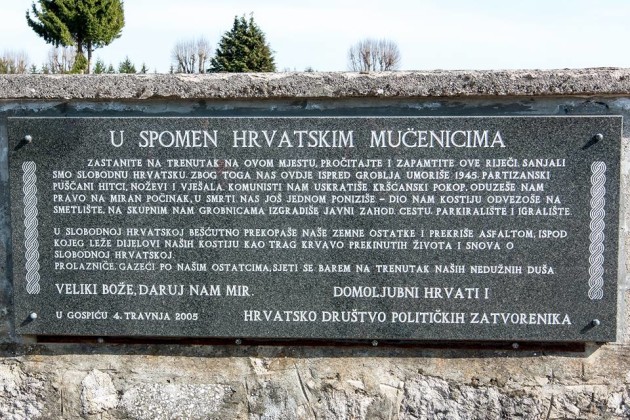 U SPOMEN HRVATSKIM MUČENICIMA
ZASTANITE NA TRENUTAK NA OVOM MJESTU, PROČITAJTE I ZAPAMTITE OVE RIJEČI. SANJALI
SMO SLOBODNU HRVATSKU. ZBOG TOGA NAS OVDJE ISPRED GROBLJA UMORIŠE 1945. PARTIZANSKI
PUŠČANI HITCI, NOŽEVI I VJEŠALA. KOMUNISTI NAM USKRATIŠE KRŠĆANSKI POKOP, ODUZEŠE NAM
PRAVO NA MIRAN POČINAK, U SMRTI NAS JOŠ JEDNOM PONIZIŠE - DIO NAM KOSTIJU ODVEZOŠE NA
SMETLIŠTE. NA SKUPNIM NAM GROBNICAMA IZGRADIŠE JAVNI ZAHOD, CESTU, PARKIRALIŠTE I IGRALIŠTE.
U SLOBODNOJ HRVATSKOJ BEŠĆUTNO PREKOPAŠE NAŠE ZEMNE OSTATKE I PREKRIŠE ASFALTOM, ISPOD
KOJEG LEŽE DIJELOVI NAŠIH KOSTIJU KAO TRAG KRVAVO PREKINUTIH ŽIVOTA I SNOVA O
SLOBODNOJ HRVATSKOJ.
PROLAZNIČE, GAZEĆI PO NAŠIM OSTATCIMA, SJETI SE BAREM NA TRENUTAK NAŠIH NEDUŽNIH DUŠA
VELIKI BOŽE, DARUJ NAM MIR. DOMOLJUBNI HRVATI I
U GOSPIĆU 4. TRAVNJA 2005 HRVATSKO DRUŠTVO POLITIČKIH ZATVORENIKA